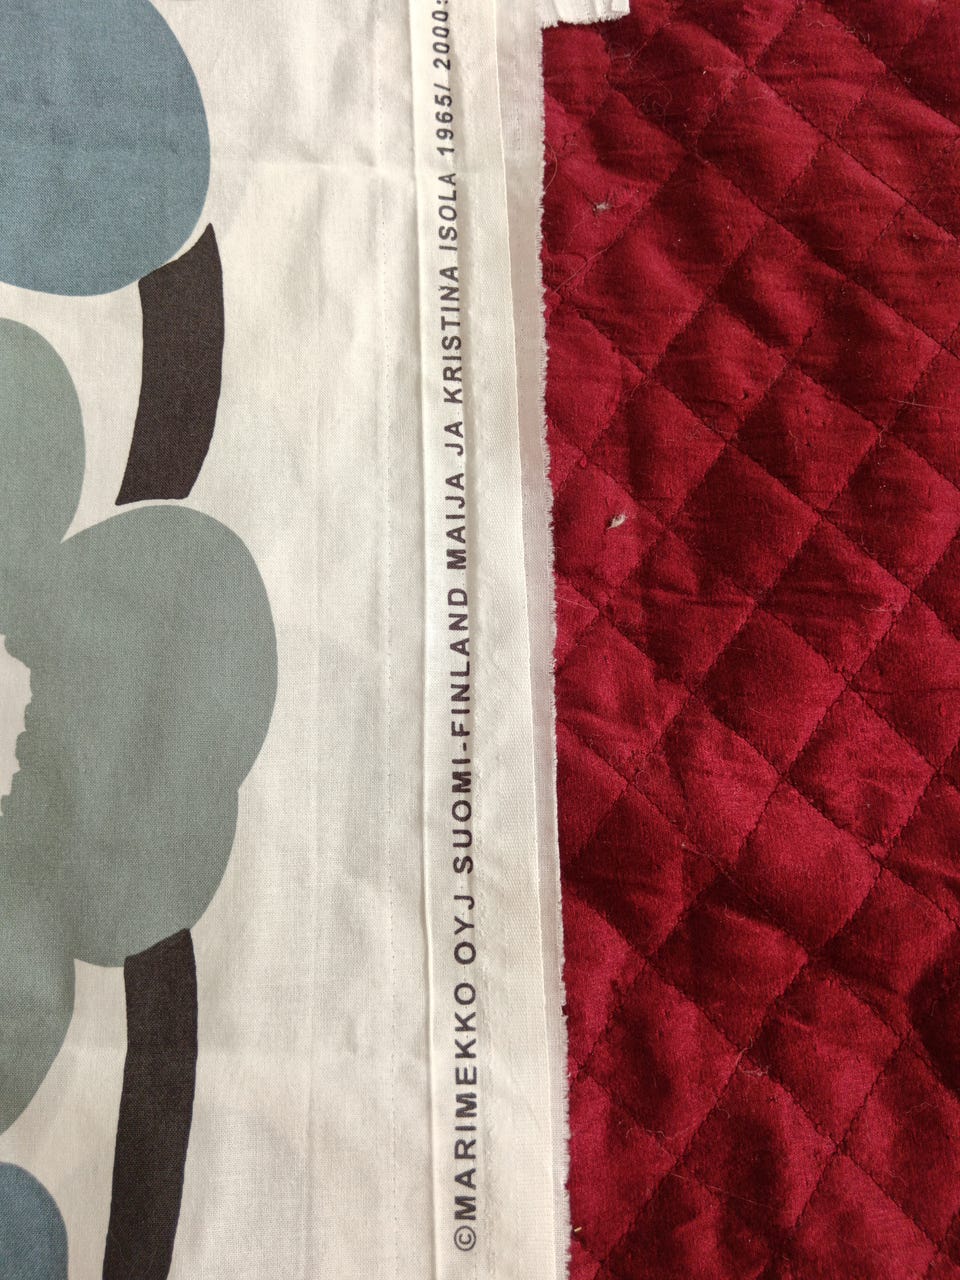 ©MARIMEKKO OYJ SUOMI-FINLAND MAIJA JA KRISTINA ISOLA 1965/ 2000: